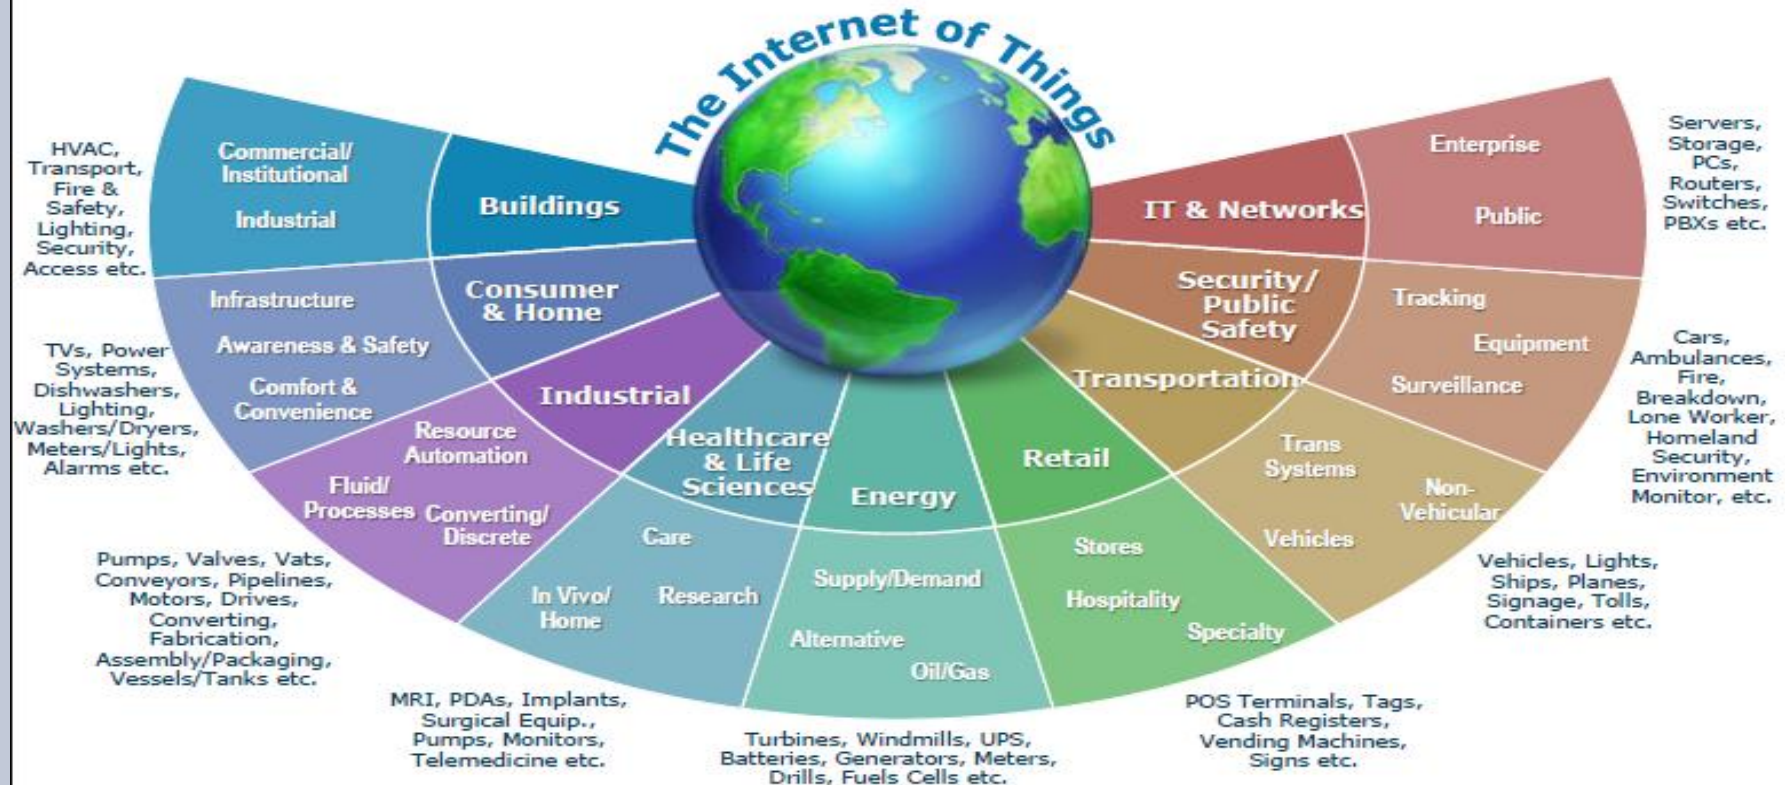 The Internet of Things
HVAC,
Transport,
Fire &
Safety,
Lighting,
Security,
Access etc.
Commercial/
Institutional
Industrial
Buildings
TVs, Power
Systems,
Dishwashers,
Lighting,
Washers/Dryers,
Meters/Lights,
Alarms etc.
Infrastructure
Awareness & Safety
Comfort &
Convenience
Consumer
& Home
Pumps, Valves, Vats,
Conveyors, Pipelines,
Motors, Drives,
Converting,
Fabrication,
Assembly/Packaging,
Vessels/Tanks etc.
Resource
Automation
Fluid/
Processes
Converting/
Discrete
Industrial
MRI, PDAs, Implants,
Surgical Equip.,
Pumps, Monitors,
Telemedicine etc.
Care
In Vivo/
Home
Research
Healthcare
& Life
Sciences
Turbines, Windmills, UPS,
Batteries, Generators, Meters,
Drills, Fuels Cells etc.
Supply/Demand
Alternative
Oil/Gas
Energy
POS Terminals, Tags,
Cash Registers,
Vending Machines,
Signs etc.
Stores
Hospitality
Specialty
Retail
Vehicles, Lights,
Ships, Planes,
Signage, Tolls,
Containers etc.
Trans
Systems
Non-
Vehicular
Vehicles
Transportation
Cars,
Ambulances,
Fire,
Breakdown,
Lone Worker,
Homeland
Security,
Environment
Monitor, etc.
Tracking
Equipment
Surveillance
Security/
Public
Safety
Servers,
Storage,
PCs,
Routers,
Switches,
PBXs etc.
Enterprise
Public
IT & Networks